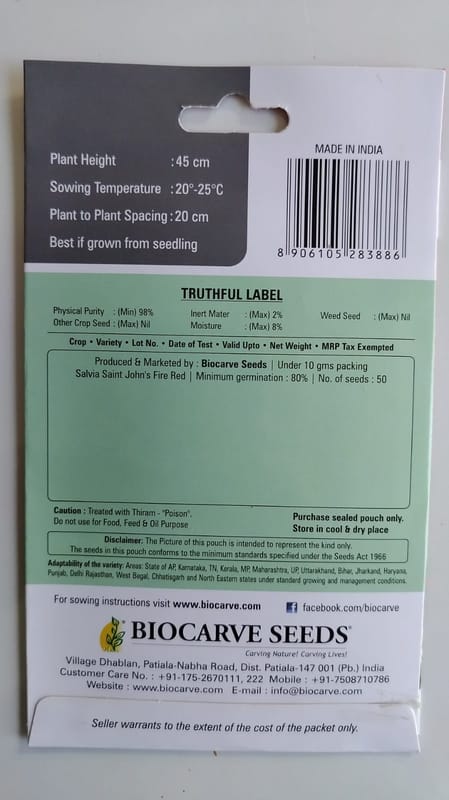 Plant Height : 45 cm
Sowing Temperature : 20°-25°C
Plant to Plant Spacing : 20 cm
Best if grown from seedling
MADE IN INDIA
8 906105 283886
TRUTHFUL LABEL
Physical Purity : (Min) 98% Inert Mater : (Max) 2% Weed Seed : (Max) Nil
Other Crop Seed : (Max) Nil Moisture : (Max) 8%
Crop • Variety • Lot No. • Date of Test • Valid Upto • Net Weight • MRP Tax Exempted
Produced & Marketed by : Biocarve Seeds | Under 10 gms packing
Salvia Saint John's Fire Red | Minimum germination : 80% | No. of seeds : 50
Caution : Treated with Thiram - "Poison".
Do not use for Food, Feed & Oil Purpose
Purchase sealed pouch only.
Store in cool & dry place
Disclaimer: The Picture of this pouch is intended to represent the kind only.
The seeds in this pouch conforms to the minimum standards specified under the Seeds Act 1966
Adaptability of the variety: Areas: State of AP, Karnataka, TN, Kerala, MP, Maharashtra, UP, Uttarakhand, Bihar, Jharkand, Haryana,
Punjab, Delhi Rajasthan, West Begal, Chhatisgarh and North Eastern states under standard growing and management conditions.
For sowing instructions visit www.biocarve.com f facebook.com/biocarve
BIOCARVE SEEDS®
Carving Nature! Carving Lives!
Village Dhablan, Patiala-Nabha Road, Dist. Patiala-147 001 (Pb.) India
Customer Care No. : +91-175-2670111, 222 Mobile : +91-7508710786
Website : www.biocarve.com E-mail : info@biocarve.com
Seller warrants to the extent of the cost of the packet only.